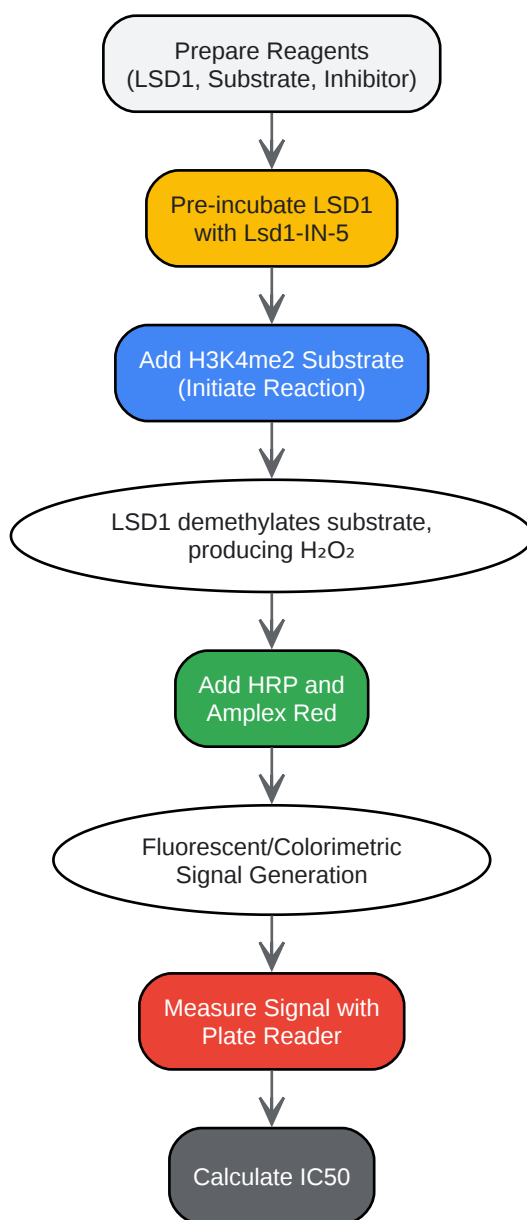 Prepare Reagents
(LSD1, Substrate, Inhibitor)
Pre-incubate LSD1
with Lsd1-IN-5
Add H3K4me2 Substrate
(Initiate Reaction)
LSD1 demethylates substrate,
producing H₂O₂
Add HRP and
Amplex Red
Fluorescent/Colorimetric
Signal Generation
Measure Signal with
Plate Reader
Calculate IC50